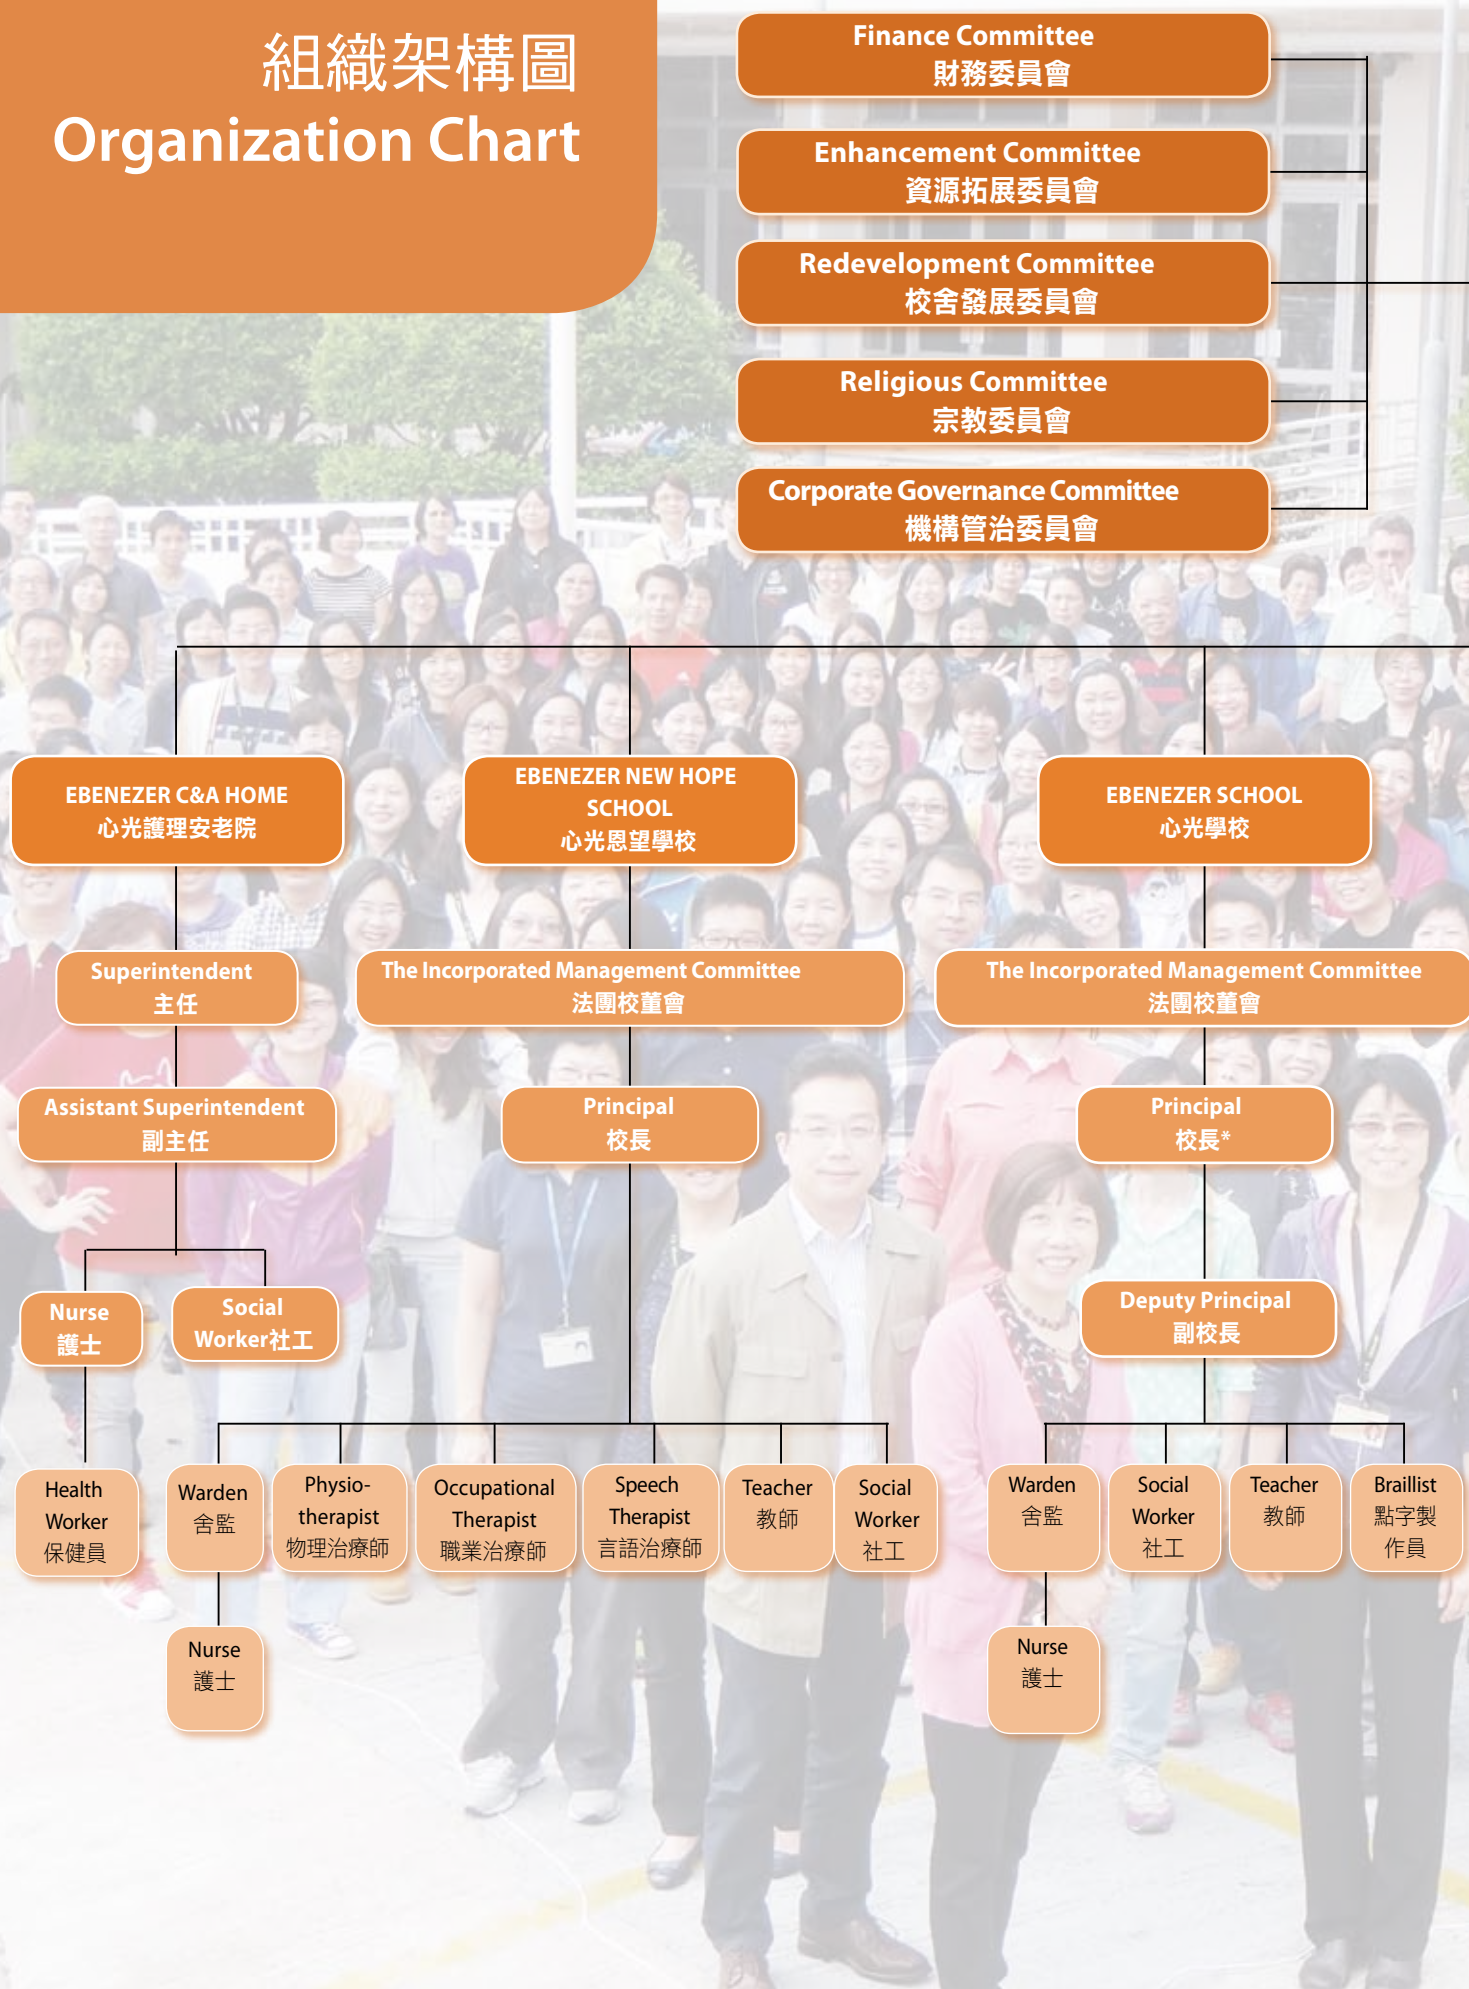 組織架構圖
Organization Chart
Finance Committee
財務委員會
Enhancement Committee
資源拓展委員會
Redevelopment Committee
校舍發展委員會
Religious Committee
宗教委員會
Corporate Governance Committee
機構管治委員會
EBENEZER C&A HOME
心光護理安老院
EBENEZER NEW HOPE
SCHOOL
心光恩望學校
EBENEZER SCHOOL
心光學校
Superintendent
主任
The Incorporated Management Committee
法團校董會
The Incorporated Management Committee
法團校董會
Assistant Superintendent
副主任
Principal
校長
Principal
校長*
Nurse
護士
Social
Worker社工
Deputy Principal
副校長
Health
Worker
保健員
Warden
舍監
Physio-
therapist
物理治療師
Occupational
Therapist
職業治療師
Speech
Therapist
言語治療師
Teacher
教師
Social
Worker
社工
Warden
舍監
Social
Worker
社工
Teacher
教師
Braillist
點字製
作員
Nurse
護士
Nurse
護士